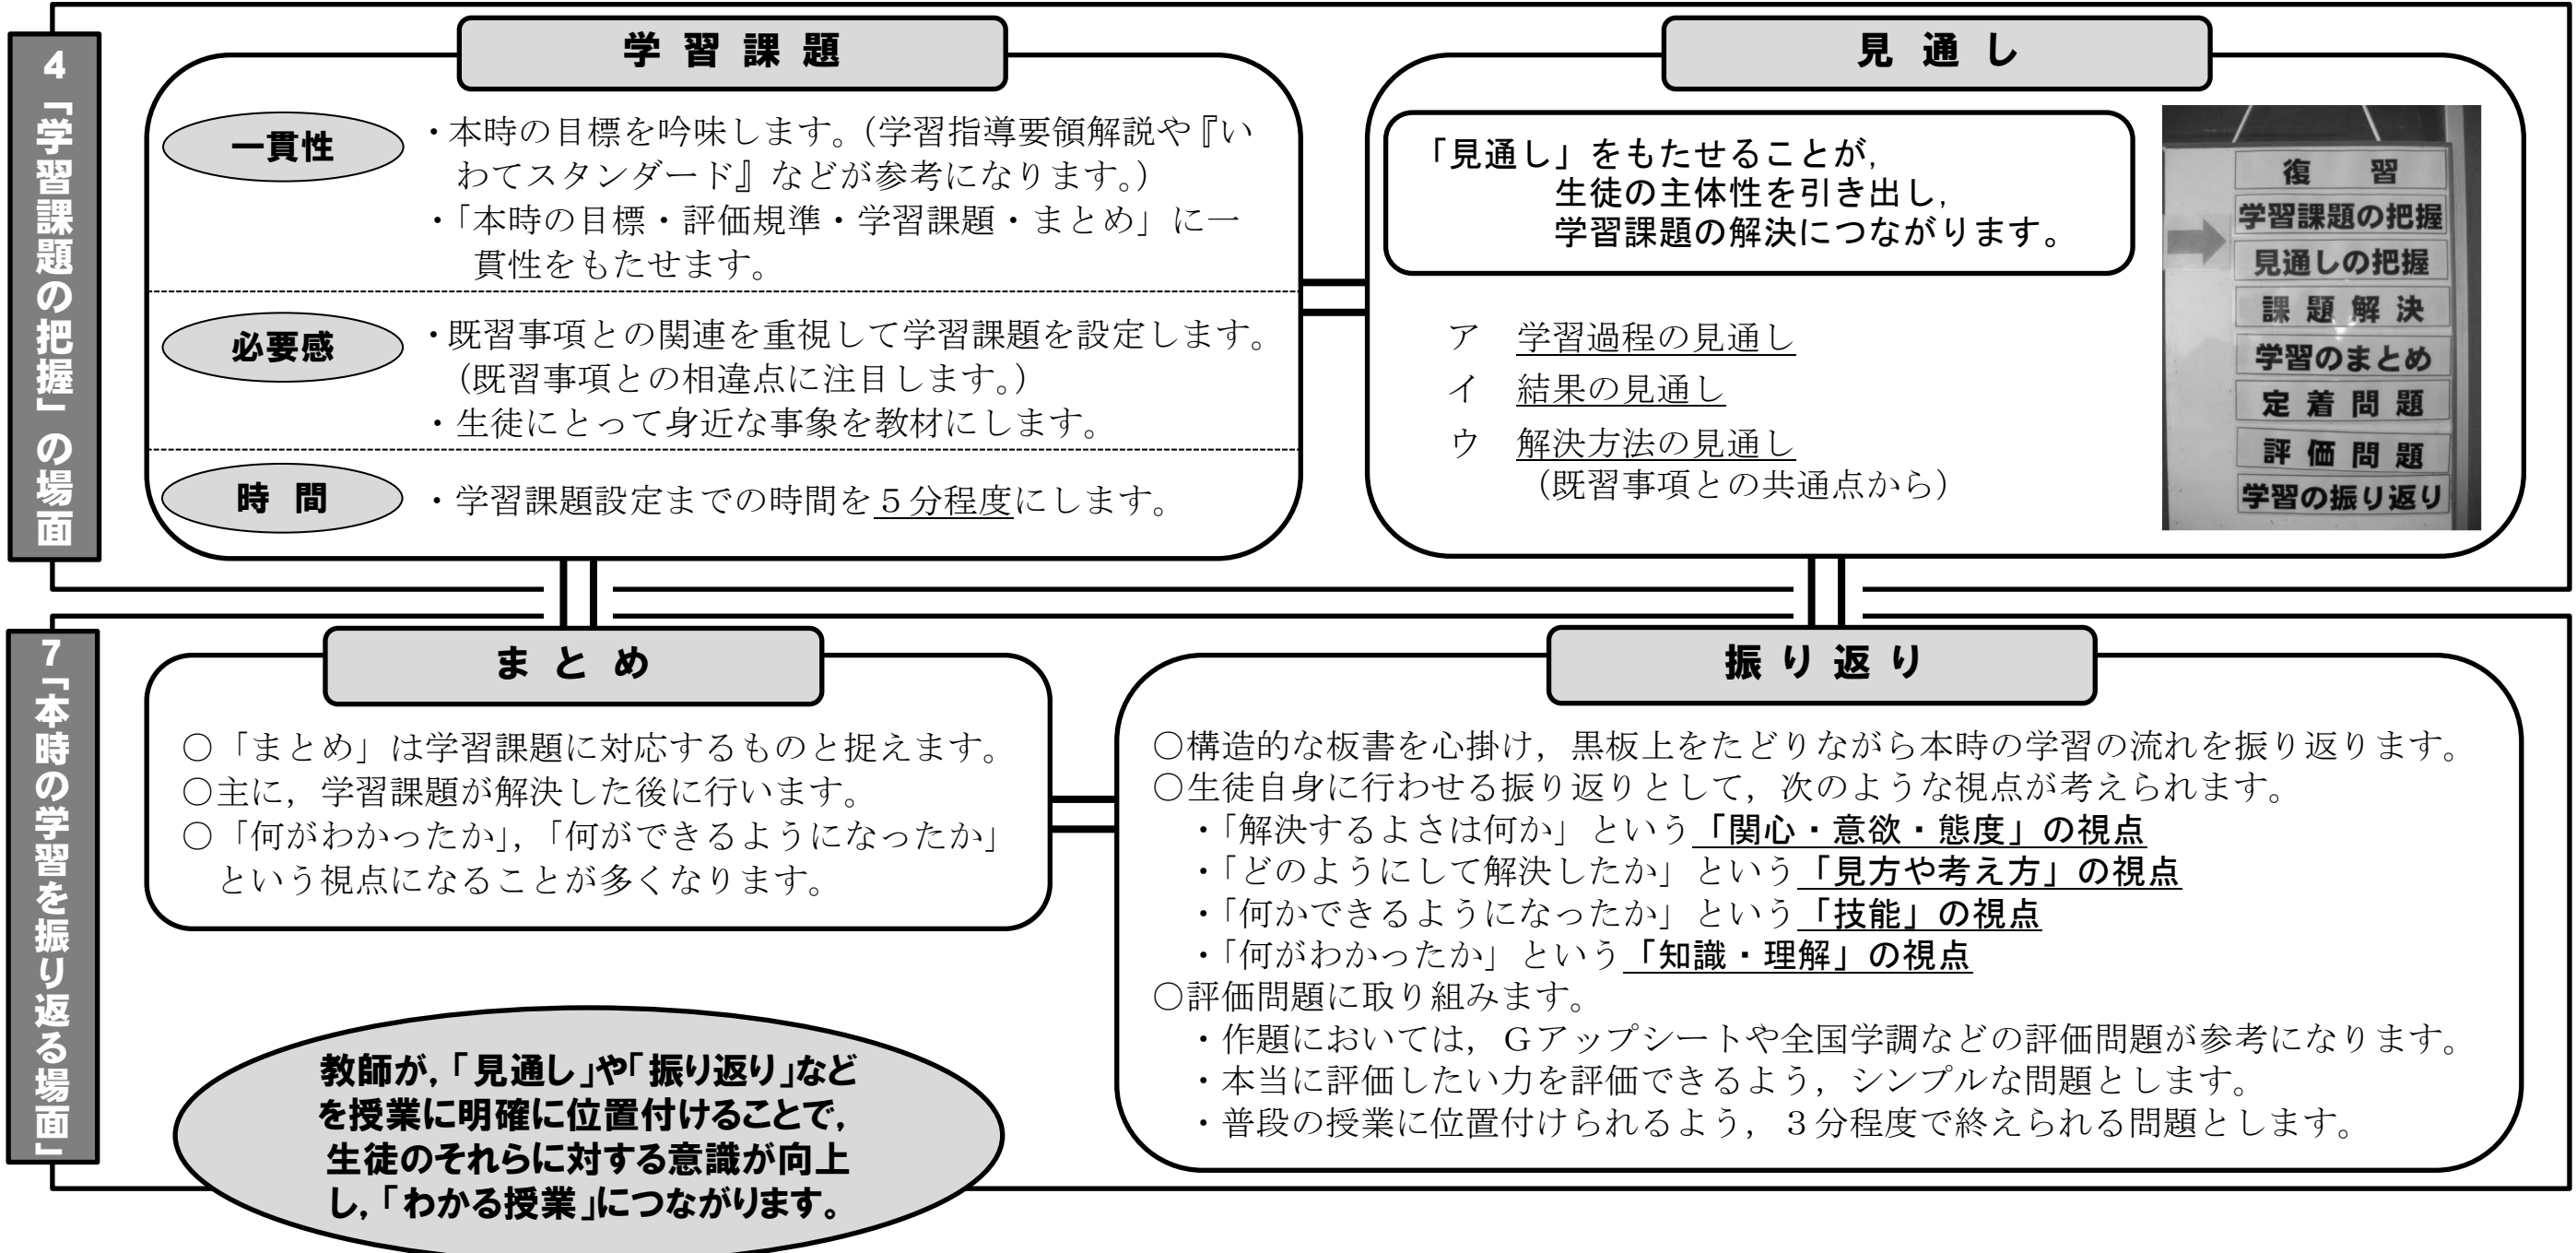 4「学習課題の把握」の場面
学習課題
一貫性
・本時の目標を吟味します。（学習指導要領解説や『い
わてスタンダード』などが参考になります。）
・「本時の目標・評価規準・学習課題・まとめ」に一
貫性をもたせます。
必要感
・既習事項との関連を重視して学習課題を設定します。
（既習事項との相違点に注目します。）
・生徒にとって身近な事象を教材にします。
時間
・学習課題設定までの時間を５分程度にします。
見通し
「見通し」をもたせることが，
生徒の主体性を引き出し，
学習課題の解決につながります。
ア　学習過程の見通し
イ　結果の見通し
ウ　解決方法の見通し
（既習事項との共通点から）
復習
学習課題の把握
見通しの把握
課題解決
学習のまとめ
定着問題
評価問題
学習の振り返り
7「本時の学習を振り返る場面」
まとめ
○「まとめ」は学習課題に対応するものと捉えます。
○主に，学習課題が解決した後に行います。
○「何がわかったか」，「何ができるようになったか」
という視点になることが多くなります。
教師が，「見通し」や「振り返り」など
を授業に明確に位置付けることで，
生徒のそれらに対する意識が向上
し，「わかる授業」につながります。
振り返り
○構造的な板書を心掛け，黒板上をたどりながら本時の学習の流れを振り返ります。
○生徒自身に行わせる振り返りとして，次のような視点が考えられます。
・「解決するよさは何か」という「関心・意欲・態度」の視点
・「どのようにして解決したか」という「見方や考え方」の視点
・「何かできるようになったか」という「技能」の視点
・「何がわかったか」という「知識・理解」の視点
○評価問題に取り組みます。
・作題においては，Ｇアップシートや全国学調などの評価問題が参考になります。
・本当に評価したい力を評価できるよう，シンプルな問題とします。
・普段の授業に位置付けられるよう，３分程度で終えられる問題とします。